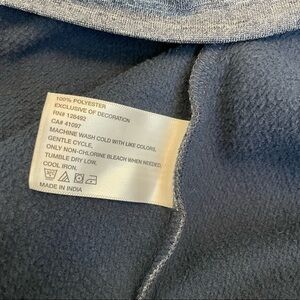 100% POLYESTER
EXCLUSIVE OF DECORATION
RN# 128492
CA# 41097
MACHINE WASH COLD WITH LIKE COLORS,
GENTLE CYCLE,
ONLY NON-CHLORINE BLEACH WHEN NEEDED,
TUMBLE DRY LOW.
COOL IRON.
MADE IN INDIA